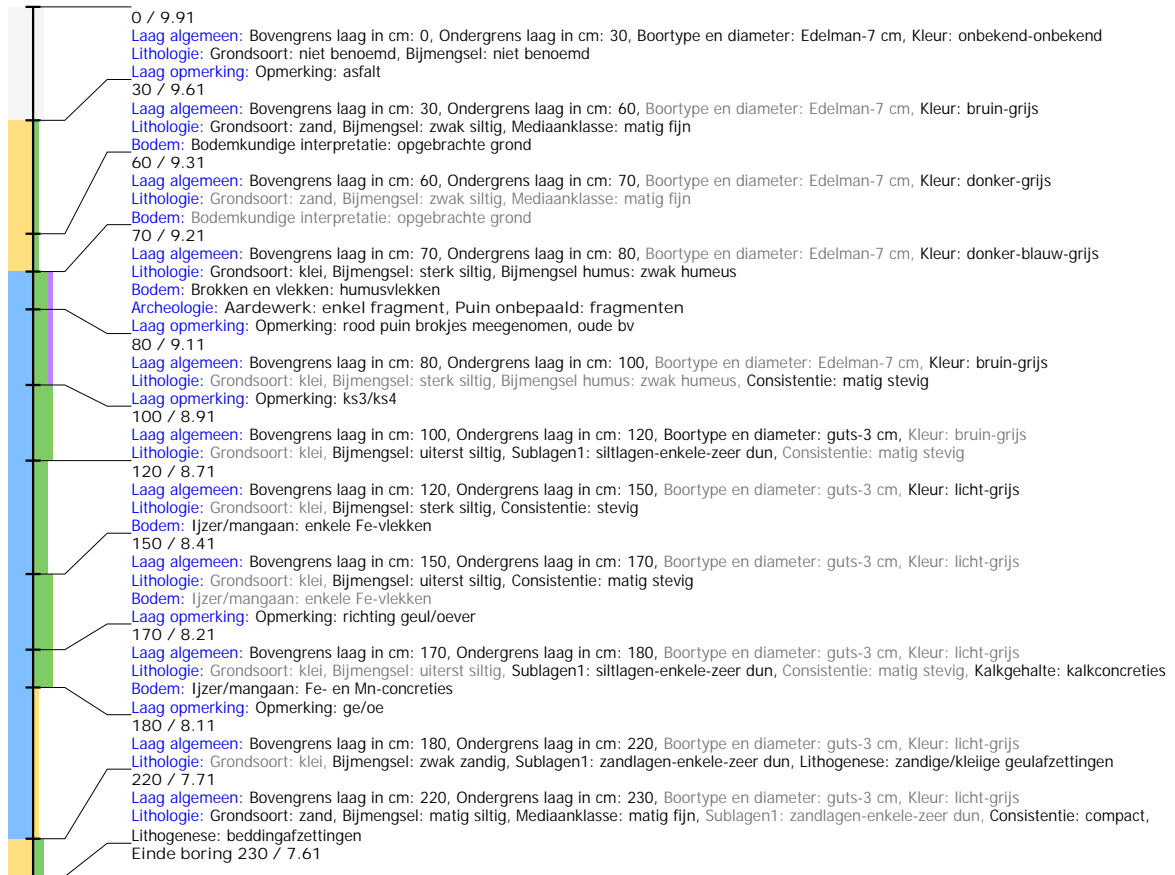 0 / 9.91
Laag algemeen: Bovengrens laag in cm: 0, Ondergrens laag in cm: 30, Boortype en diameter: Edelman-7 cm, Kleur: onbekend-onbekend
Lithologie: Grondsoort: niet benoemd, Bijmengsel: niet benoemd
Laag opmerking: Opmerking: asfalt
30 / 9.61
Laag algemeen: Bovengrens laag in cm: 30, Ondergrens laag in cm: 60, Boortype en diameter: Edelman-7 cm, Kleur: bruin-grijs
Lithologie: Grondsoort: zand, Bijmengsel: zwak siltig, Mediaanklasse: matig fijn
Bodem: Bodemkundige interpretatie: opgebrachte grond
60 / 9.31
Laag algemeen: Bovengrens laag in cm: 60, Ondergrens laag in cm: 70, Boortype en diameter: Edelman-7 cm, Kleur: donker-grijs
Lithologie: Grondsoort: zand, Bijmengsel: zwak siltig, Mediaanklasse: matig fijn
Bodem: Bodemkundige interpretatie: opgebrachte grond
70 / 9.21
Laag algemeen: Bovengrens laag in cm: 70, Ondergrens laag in cm: 80, Boortype en diameter: Edelman-7 cm, Kleur: donker-blauw-grijs
Lithologie: Grondsoort: klei, Bijmengsel: sterk siltig, Bijmengsel humus: zwak humeus
Bodem: Brokken en vlekken: humusvlekken
Archeologie: Aardewerk: enkel fragment, Puin onbepaald: fragmenten
Laag opmerking: Opmerking: rood puin brokjes meegenomen, oude bv
80 / 9.11
Laag algemeen: Bovengrens laag in cm: 80, Ondergrens laag in cm: 100, Boortype en diameter: Edelman-7 cm, Kleur: bruin-grijs
Lithologie: Grondsoort: klei, Bijmengsel: sterk siltig, Bijmengsel humus: zwak humeus, Consistentie: matig stevig
Laag opmerking: Opmerking: ks3/ks4
100 / 8.91
Laag algemeen: Bovengrens laag in cm: 100, Ondergrens laag in cm: 120, Boortype en diameter: guts-3 cm, Kleur: bruin-grijs
Lithologie: Grondsoort: klei, Bijmengsel: uiterst siltig, Sublagen1: siltlagen-enkele-zeer dun, Consistentie: matig stevig
120 / 8.71
Laag algemeen: Bovengrens laag in cm: 120, Ondergrens laag in cm: 150, Boortype en diameter: guts-3 cm, Kleur: licht-grijs
Lithologie: Grondsoort: klei, Bijmengsel: sterk siltig, Consistentie: stevig
Bodem: Ijzer/mangaan: enkele Fe-vlekken
150 / 8.41
Laag algemeen: Bovengrens laag in cm: 150, Ondergrens laag in cm: 170, Boortype en diameter: guts-3 cm, Kleur: licht-grijs
Lithologie: Grondsoort: klei, Bijmengsel: uiterst siltig, Consistentie: matig stevig
Bodem: Ijzer/mangaan: enkele Fe-vlekken
Laag opmerking: Opmerking: richting geul/oever
170 / 8.21
Laag algemeen: Bovengrens laag in cm: 170, Ondergrens laag in cm: 180, Boortype en diameter: guts-3 cm, Kleur: licht-grijs
Lithologie: Grondsoort: klei, Bijmengsel: uiterst siltig, Sublagen1: siltlagen-enkele-zeer dun, Consistentie: matig stevig, Kalkgehalte: kalkconcreties
Bodem: Ijzer/mangaan: Fe- en Mn-concreties
Laag opmerking: Opmerking: ge/oe
180 / 8.11
Laag algemeen: Bovengrens laag in cm: 180, Ondergrens laag in cm: 220, Boortype en diameter: guts-3 cm, Kleur: licht-grijs
Lithologie: Grondsoort: klei, Bijmengsel: zwak zandig, Sublagen1: zandlagen-enkele-zeer dun, Lithogenese: zandige/kleiige geulafzettingen
220 / 7.71
Laag algemeen: Bovengrens laag in cm: 220, Ondergrens laag in cm: 230, Boortype en diameter: guts-3 cm, Kleur: licht-grijs
Lithologie: Grondsoort: zand, Bijmengsel: matig siltig, Mediaanklasse: matig fijn, Sublagen1: zandlagen-enkele-zeer dun, Consistentie: compact,
Lithogenese: beddingafzettingen
Einde boring 230 / 7.61